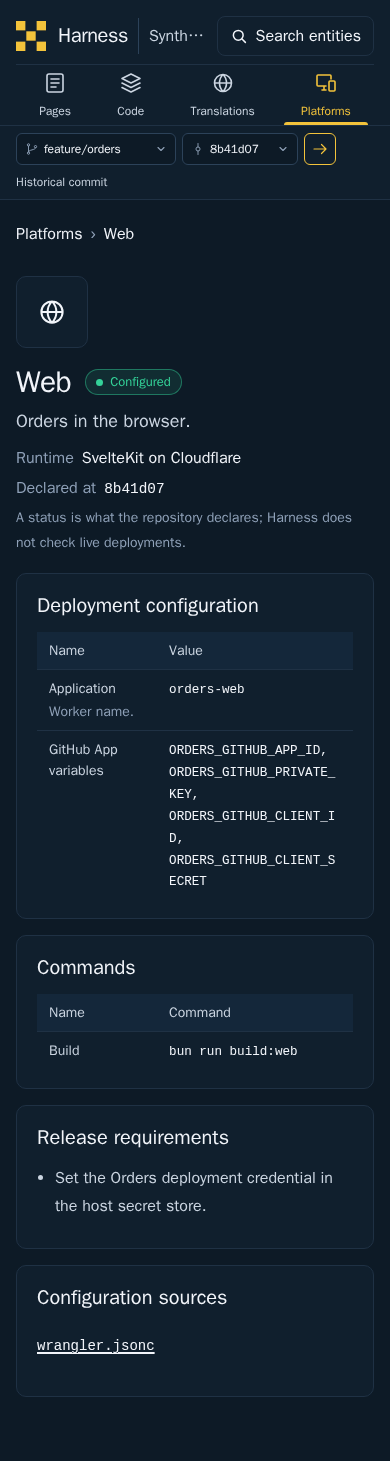 Harness
Synth···
Search entities
Pages
Code
Translations
Platforms
feature/orders
8b41d07
Historical commit
Platforms › Web
Web
Configured
Orders in the browser.
Runtime SvelteKit on Cloudflare
Declared at 8b41d07
A status is what the repository declares; Harness does
not check live deployments.
Deployment configuration
Name Value
Application orders-web
Worker name.
GitHub App ORDERS_GITHUB_APP_ID,
variables ORDERS_GITHUB_PRIVATE_
KEY,
ORDERS_GITHUB_CLIENT_I
D,
ORDERS_GITHUB_CLIENT_S
ECRET
Commands
Name Command
Build bun run build:web
Release requirements
• Set the Orders deployment credential in
the host secret store.
Configuration sources
wrangler.jsonc